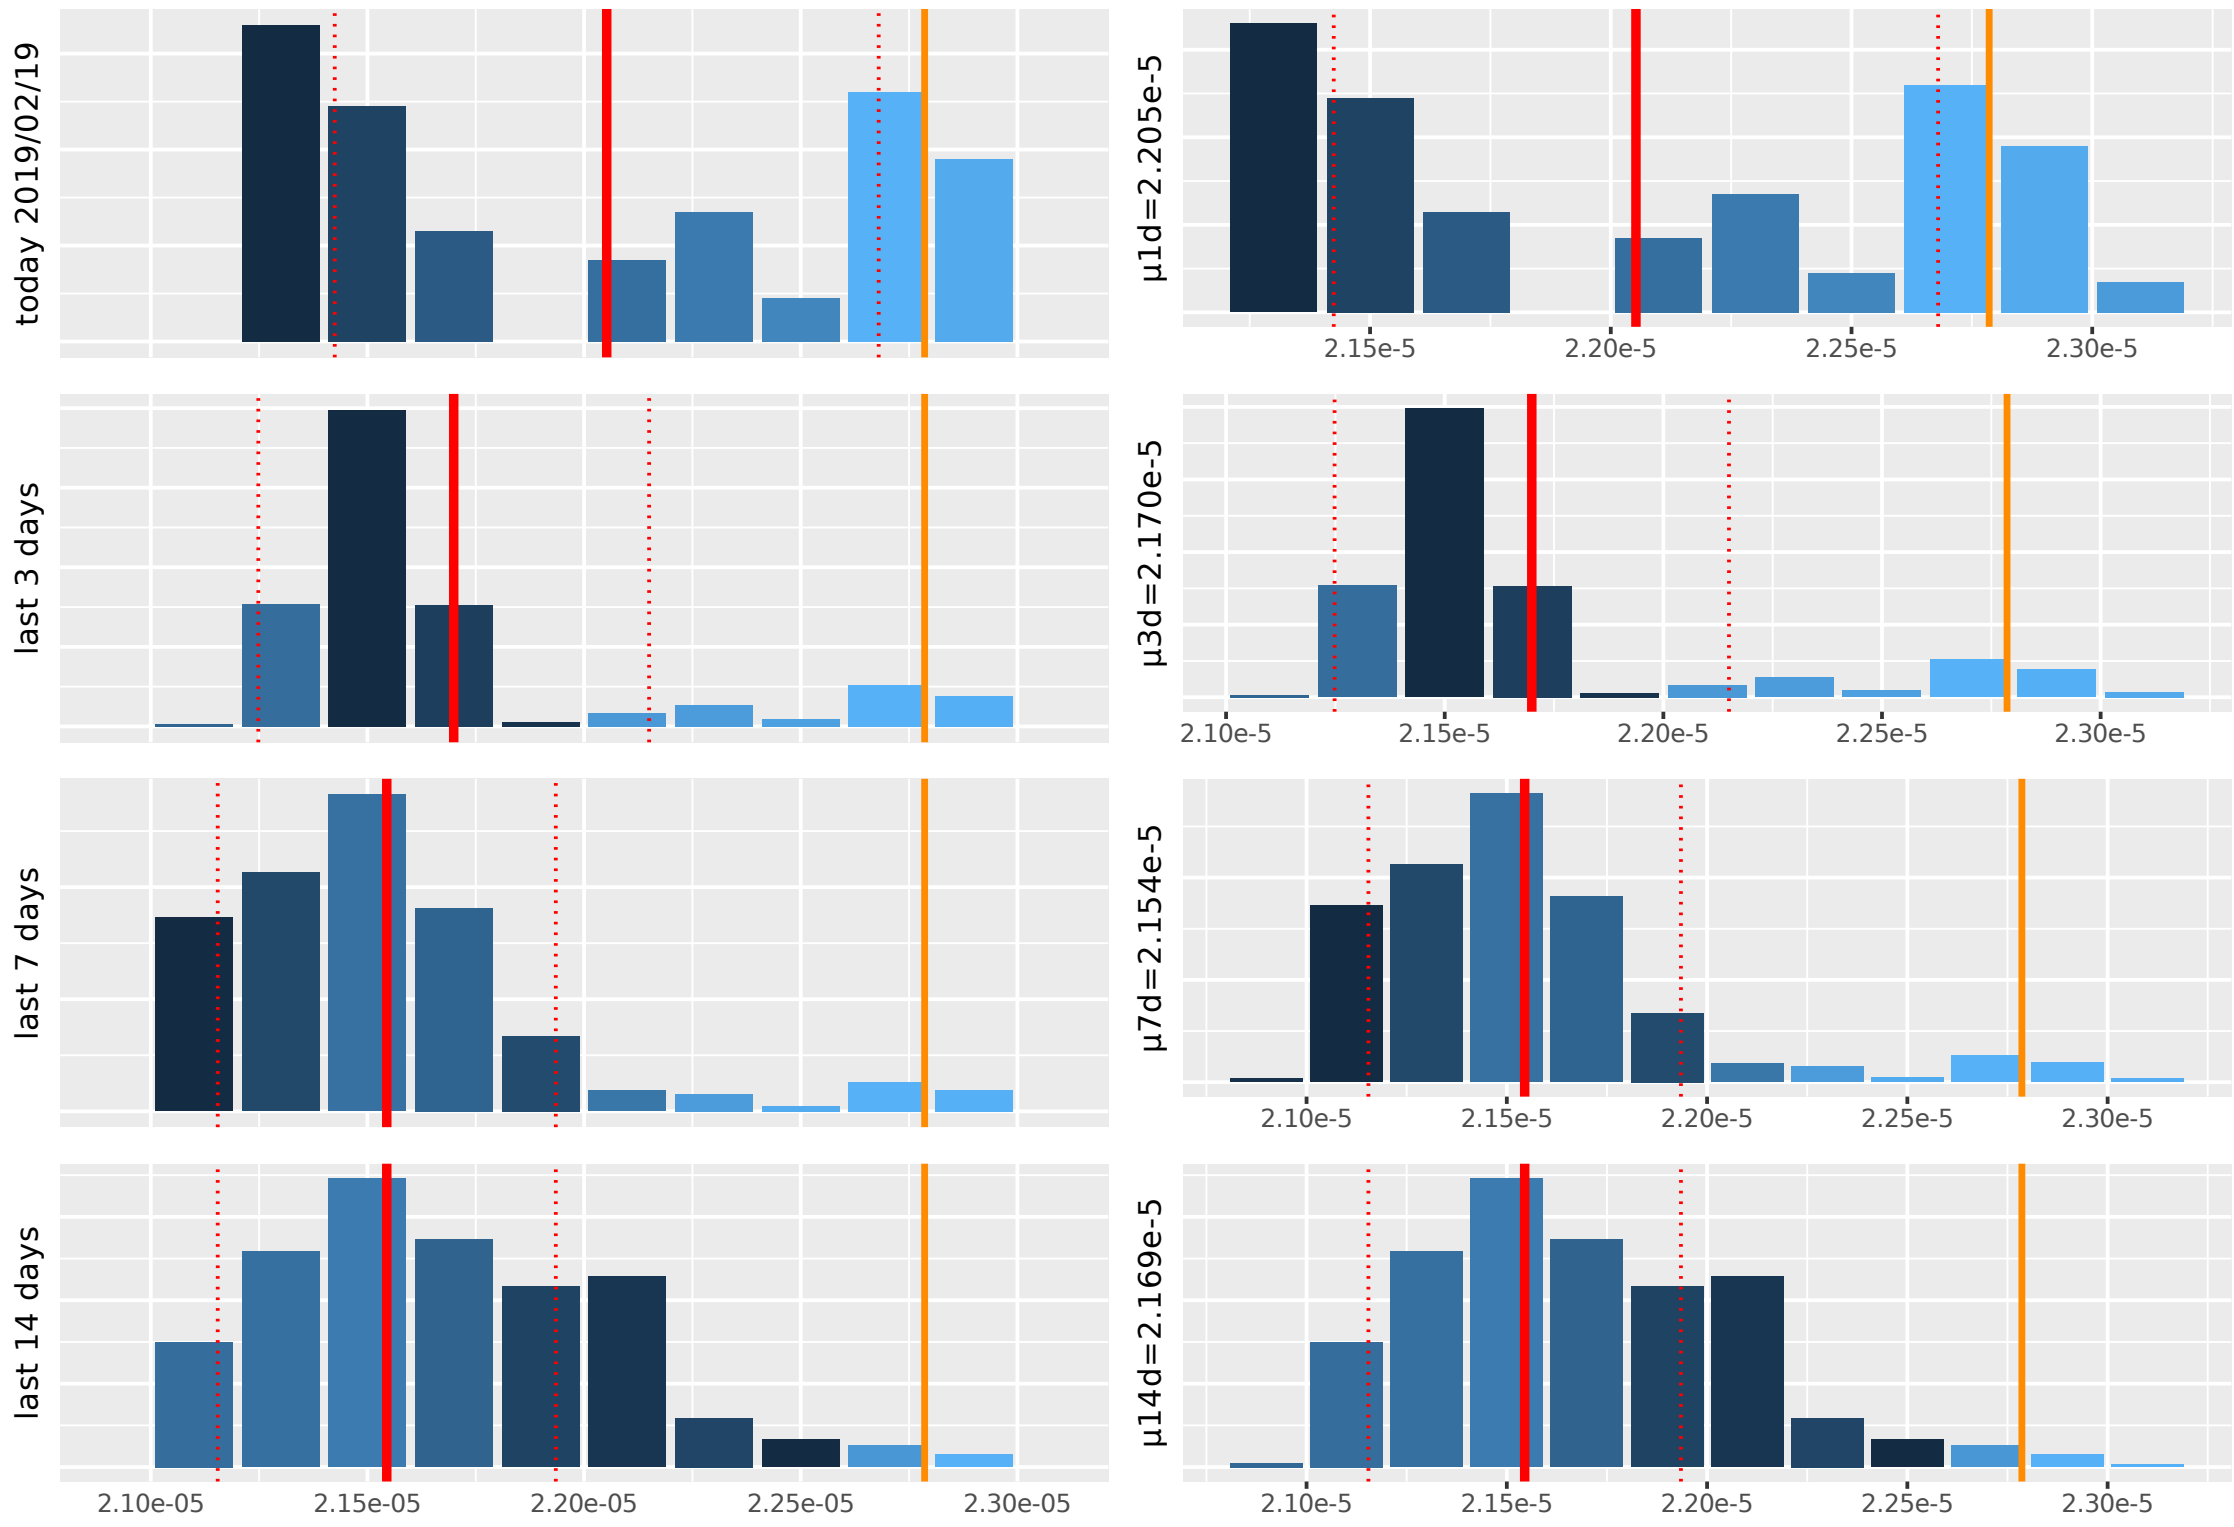 today 2019/02/19
µ1d=2.205e-5
2.15e-5 2.20e-5 2.25e-5 2.30e-5
last 3 days
µ3d=2.170e-5
2.10e-5 2.15e-5 2.20e-5 2.25e-5 2.30e-5
last 7 days
µ7d=2.154e-5
2.10e-5 2.15e-5 2.20e-5 2.25e-5 2.30e-5
last 14 days
2.10e-05 2.15e-05 2.20e-05 2.25e-05 2.30e-05
µ14d=2.169e-5
2.10e-5 2.15e-5 2.20e-5 2.25e-5 2.30e-5